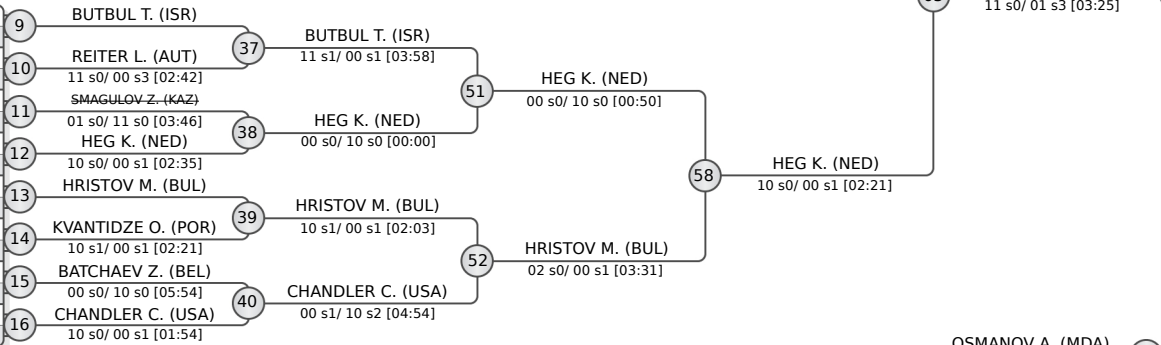 9
BUTBUL T. (ISR)
10
REITER L. (AUT)
11 s0/ 00 s3 [02:42]
37
BUTBUL T. (ISR)
11 s1/ 00 s1 [03:58]
11
SMAGULOV Z. (KAZ)
01 s0/ 11 s0 [03:46]
12
HEG K. (NED)
10 s0/ 00 s1 [02:35]
38
HEG K. (NED)
00 s0/ 10 s0 [00:00]
51
HEG K. (NED)
00 s0/ 10 s0 [00:50]
13
HRISTOV M. (BUL)
14
KVANTIDZE O. (POR)
10 s1/ 00 s1 [02:21]
39
HRISTOV M. (BUL)
10 s1/ 00 s1 [02:03]
15
BATCHAEV Z. (BEL)
00 s0/ 10 s0 [05:54]
16
CHANDLER C. (USA)
10 s0/ 00 s1 [01:54]
40
CHANDLER C. (USA)
00 s1/ 10 s2 [04:54]
52
HRISTOV M. (BUL)
02 s0/ 00 s1 [03:31]
58
HEG K. (NED)
10 s0/ 00 s1 [02:21]
11 s0/ 01 s3 [03:25]
OSMANOV A. (MDA)